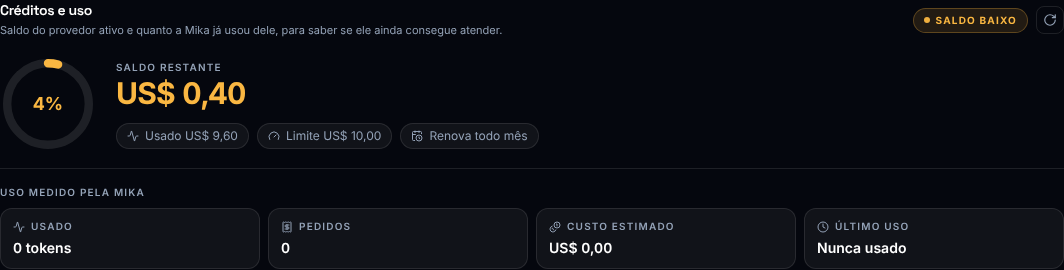 Créditos e uso
Saldo do provedor ativo e quanto a Mika já usou dele, para saber se ele ainda consegue atender.
SALDO BAIXO
4%
SALDO RESTANTE
US$ 0,40
Usado US$ 9,60
Limite US$ 10,00
Renova todo mês
USO MEDIDO PELA MIKA
USADO
0 tokens
PEDIDOS
0
CUSTO ESTIMADO
US$ 0,00
ÚLTIMO USO
Nunca usado